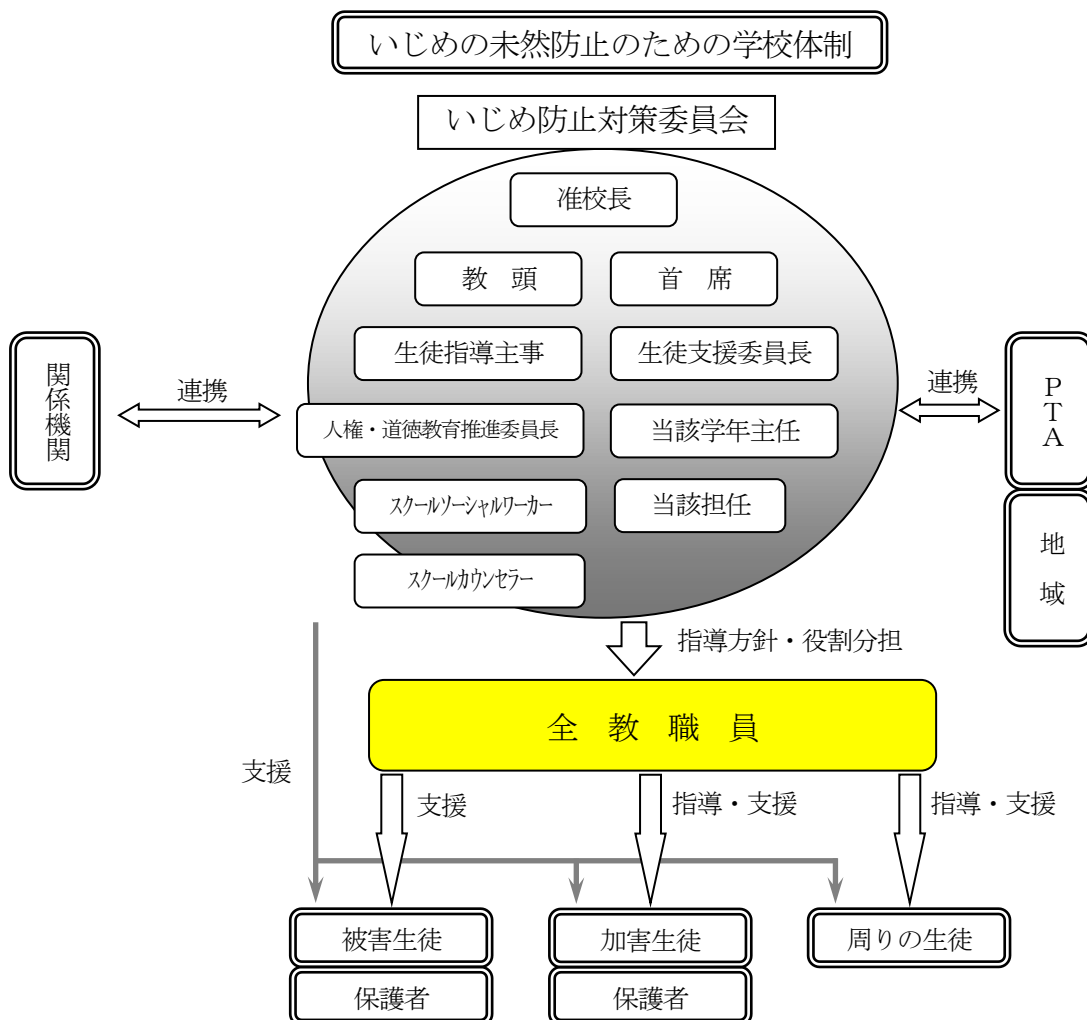 いじめの未然防止のための学校体制
いじめ防止対策委員会
准校長
教　頭
首　席
生徒指導主事
生徒支援委員長
人権・道徳教育推進委員長
当該学年主任
スクールソーシャルワーカー
当該担任
スクールカウンセラー
関係機関
連携
連携
ＰＴＡ
地域
指導方針・役割分担
全　教　職　員
支援
支援
指導・支援
指導・支援
被害生徒
加害生徒
周りの生徒
保護者
保護者